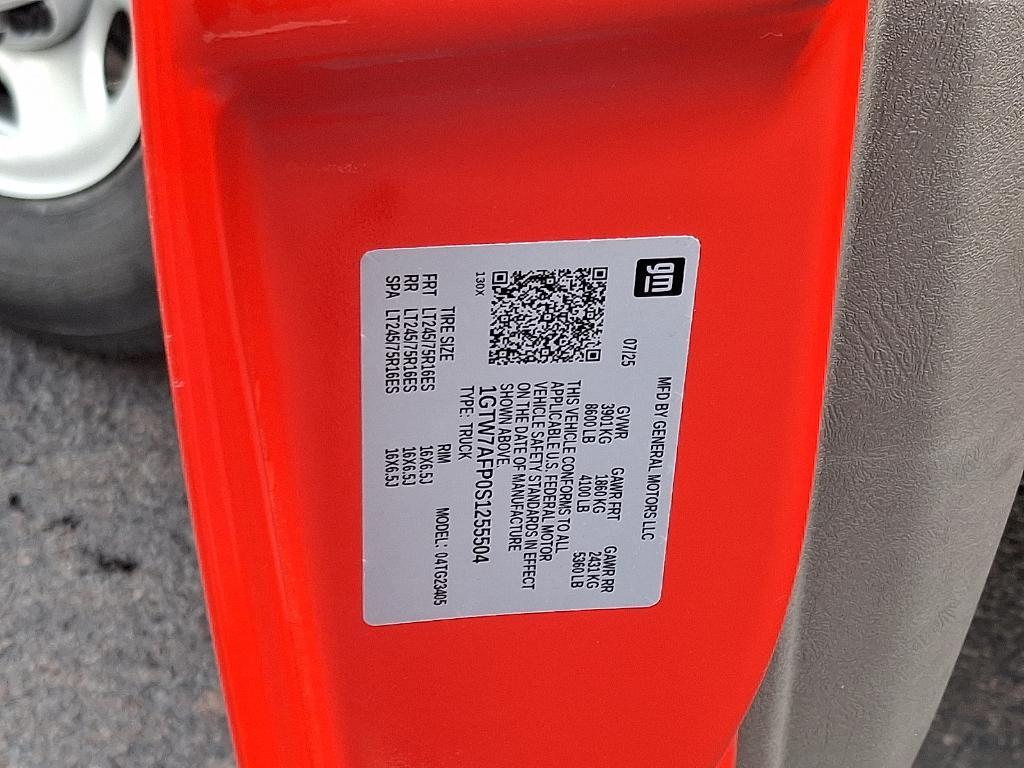 gm
MFD BY GENERAL MOTORS LLC
07/25
GVWR GAWR FRT GAWR RR
3901 KG 1860 KG 2431 KG
8600 LB 4100 LB 5360 LB
THIS VEHICLE CONFORMS TO ALL
APPLICABLE U.S. FEDERAL MOTOR
VEHICLE SAFETY STANDARDS IN EFFECT
ON THE DATE OF MANUFACTURE
SHOWN ABOVE.
130X
1GTW7AFP0S1255504
TYPE: TRUCK MODEL: 04TG23405
TIRE SIZE RIM
FRT LT245/75R16ES 16X6.5J
RR LT245/75R16ES 16X6.5J
SPA LT245/75R16ES 16X6.5J